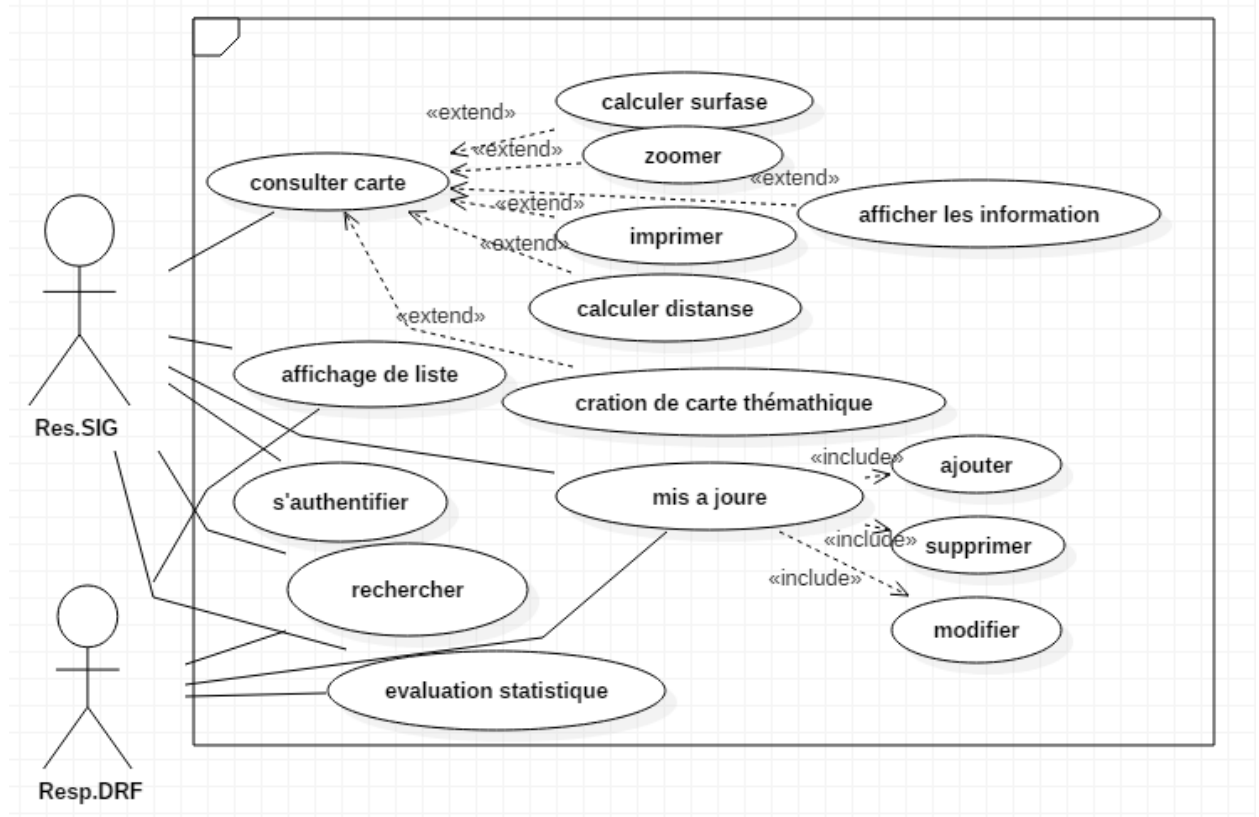 calculer surfase
«extend»
«extend»
zoomer
«extend»
consulter carte
afficher les information
«extend»
imprimer
«extend»
calculer distanse
«extend»
affichage de liste
cration de carte thémathique
Res.SIG
«include»
ajouter
mis a joure
s'authentifier
«include»
supprimer
«include»
rechercher
modifier
evaluation statistique
Resp.DRF